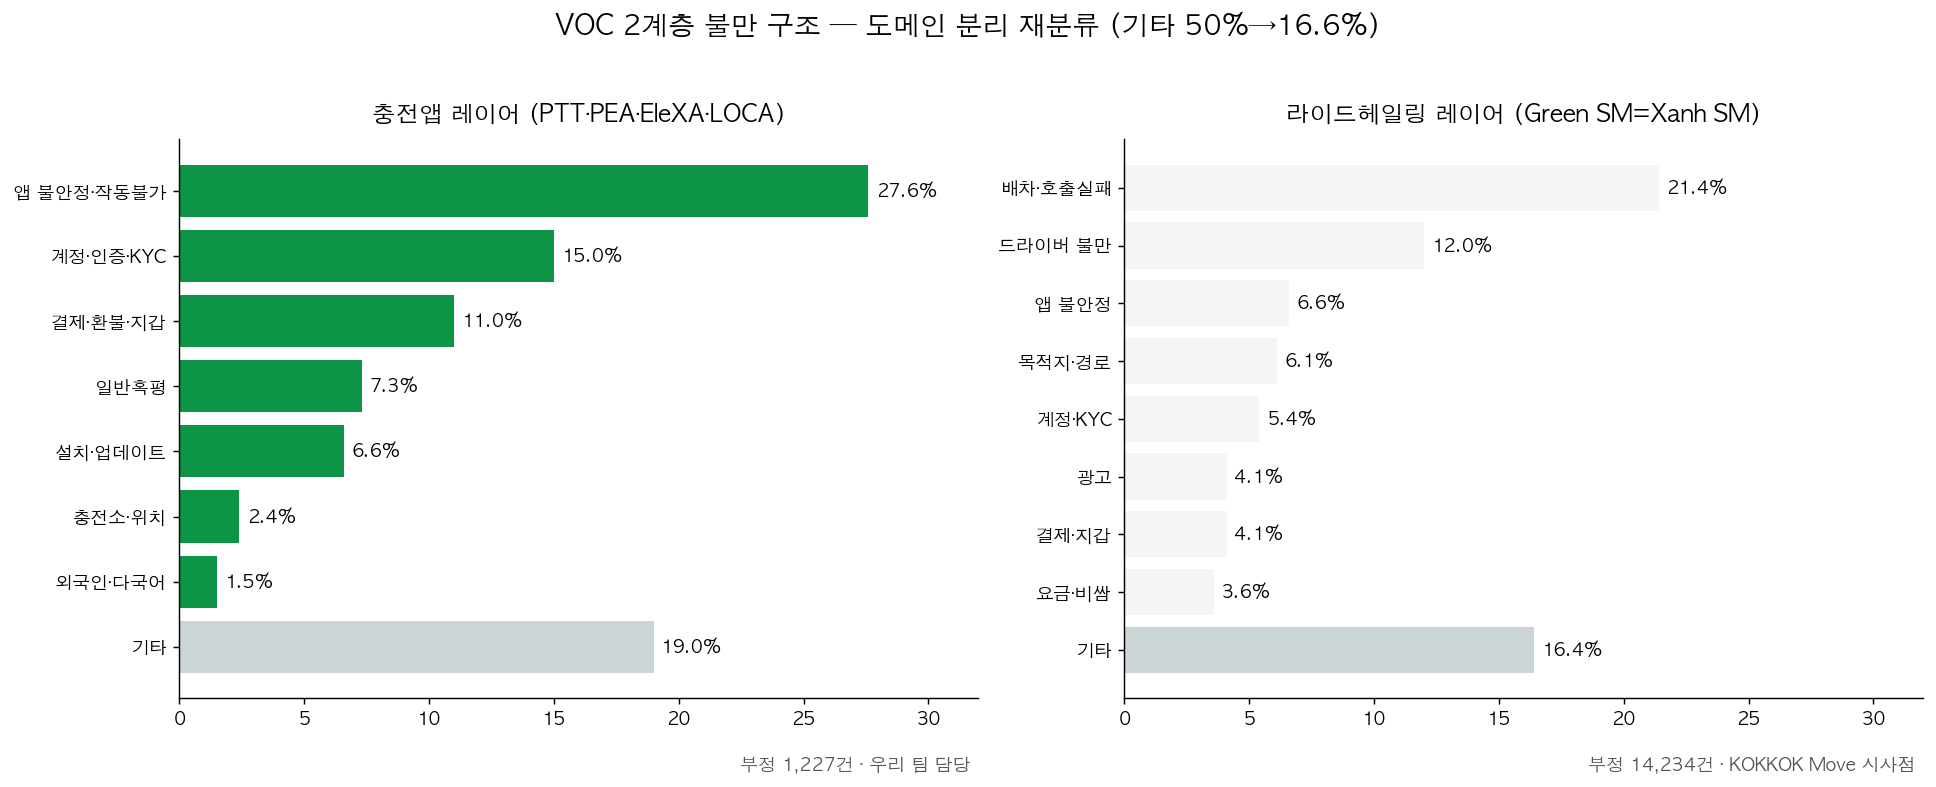 VOC 2계층 불만 구조 — 도메인 분리 재분류 (기타 50%→16.6%)
충전앱 레이어 (PTT·PEA·EleXA·LOCA)
앱 불안정·작동불가 27.6%
계정·인증·KYC 15.0%
결제·환불·지갑 11.0%
일반혹평 7.3%
설치·업데이트 6.6%
충전소·위치 2.4%
외국인·다국어 1.5%
기타 19.0%
0 5 10 15 20 25 30
부정 1,227건 · 우리 팀 담당
라이드헤일링 레이어 (Green SM=Xanh SM)
배차·호출실패 21.4%
드라이버 불만 12.0%
앱 불안정 6.6%
목적지·경로 6.1%
계정·KYC 5.4%
광고 4.1%
결제·지갑 4.1%
요금·비쌈 3.6%
기타 16.4%
0 5 10 15 20 25 30
부정 14,234건 · KOKKOK Move 시사점